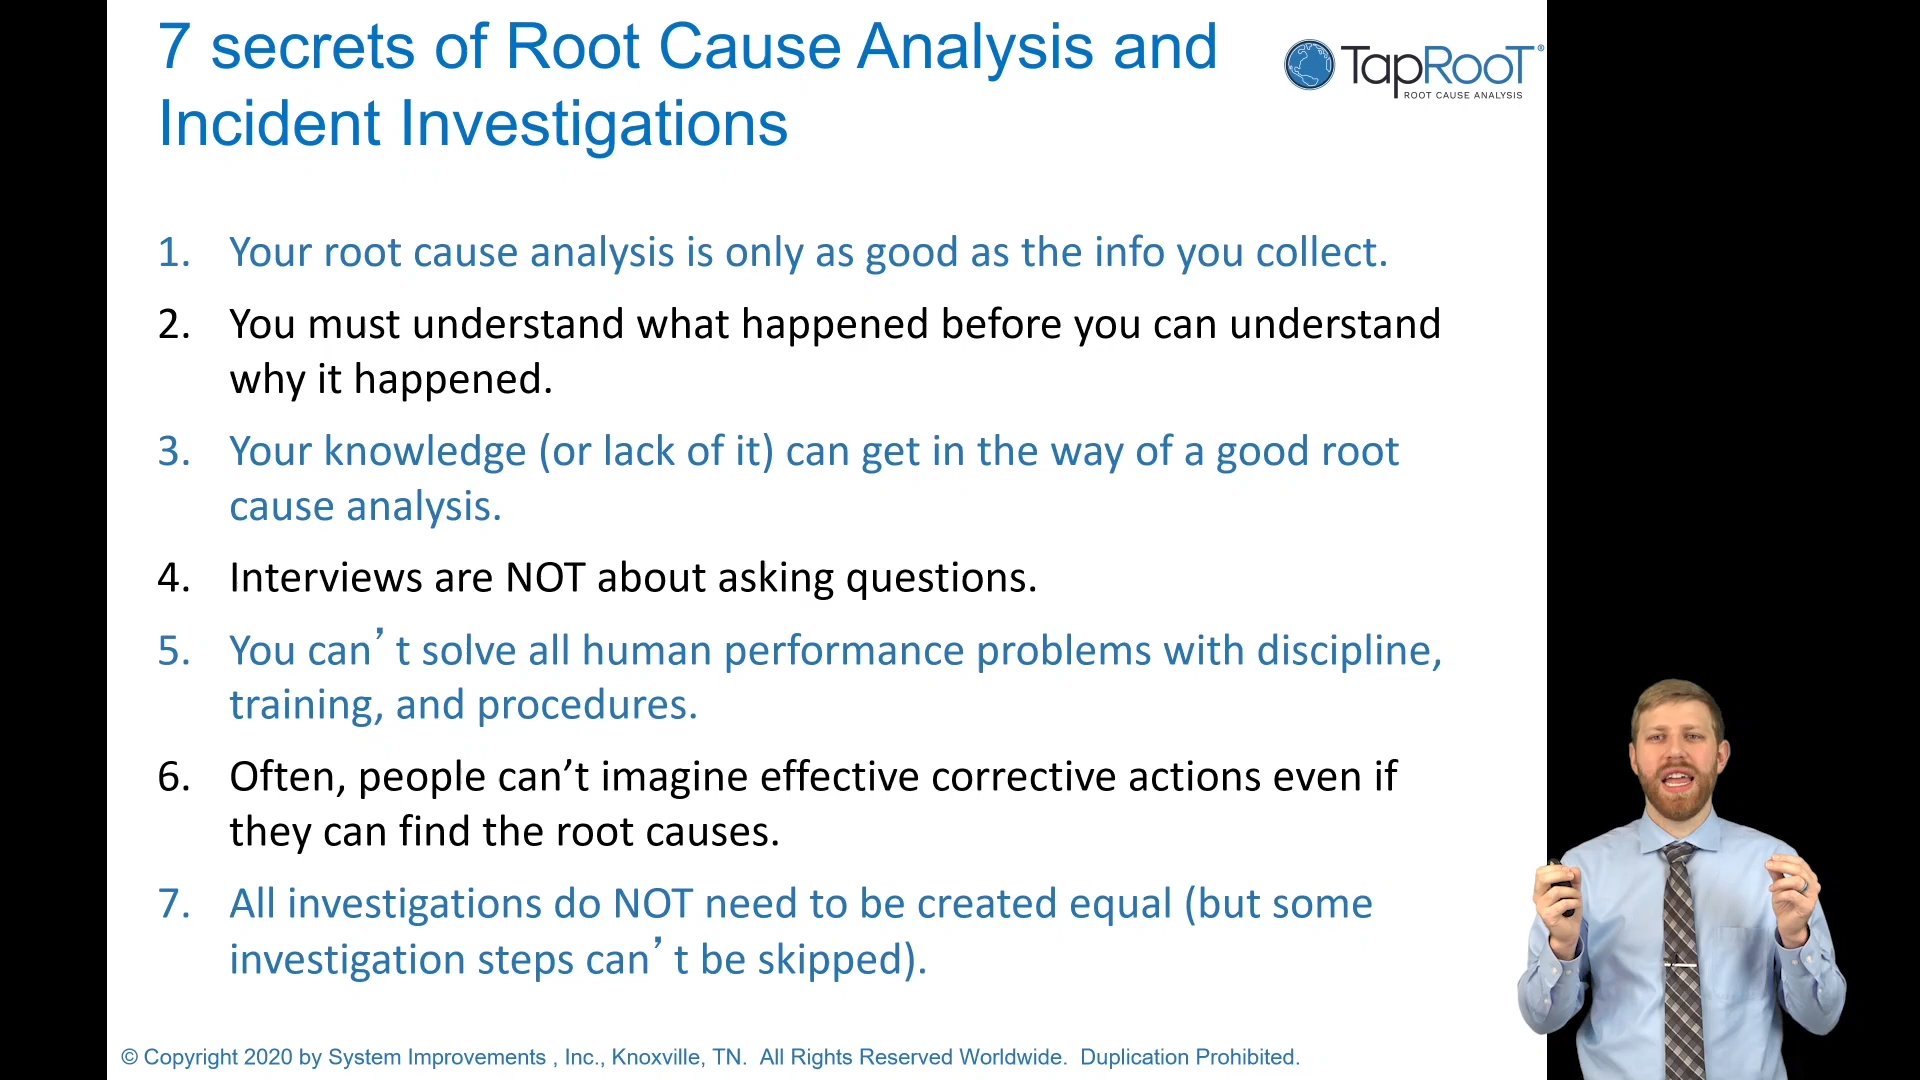 7 secrets of Root Cause Analysis and
Incident Investigations
TapRooT®
ROOT CAUSE ANALYSIS
1. Your root cause analysis is only as good as the info you collect.
2. You must understand what happened before you can understand
why it happened.
3. Your knowledge (or lack of it) can get in the way of a good root
cause analysis.
4. Interviews are NOT about asking questions.
5. You can’t solve all human performance problems with discipline,
training, and procedures.
6. Often, people can’t imagine effective corrective actions even if
they can find the root causes.
7. All investigations do NOT need to be created equal (but some
investigation steps can’t be skipped).
© Copyright 2020 by System Improvements , Inc., Knoxville, TN. All Rights Reserved Worldwide. Duplication Prohibited.